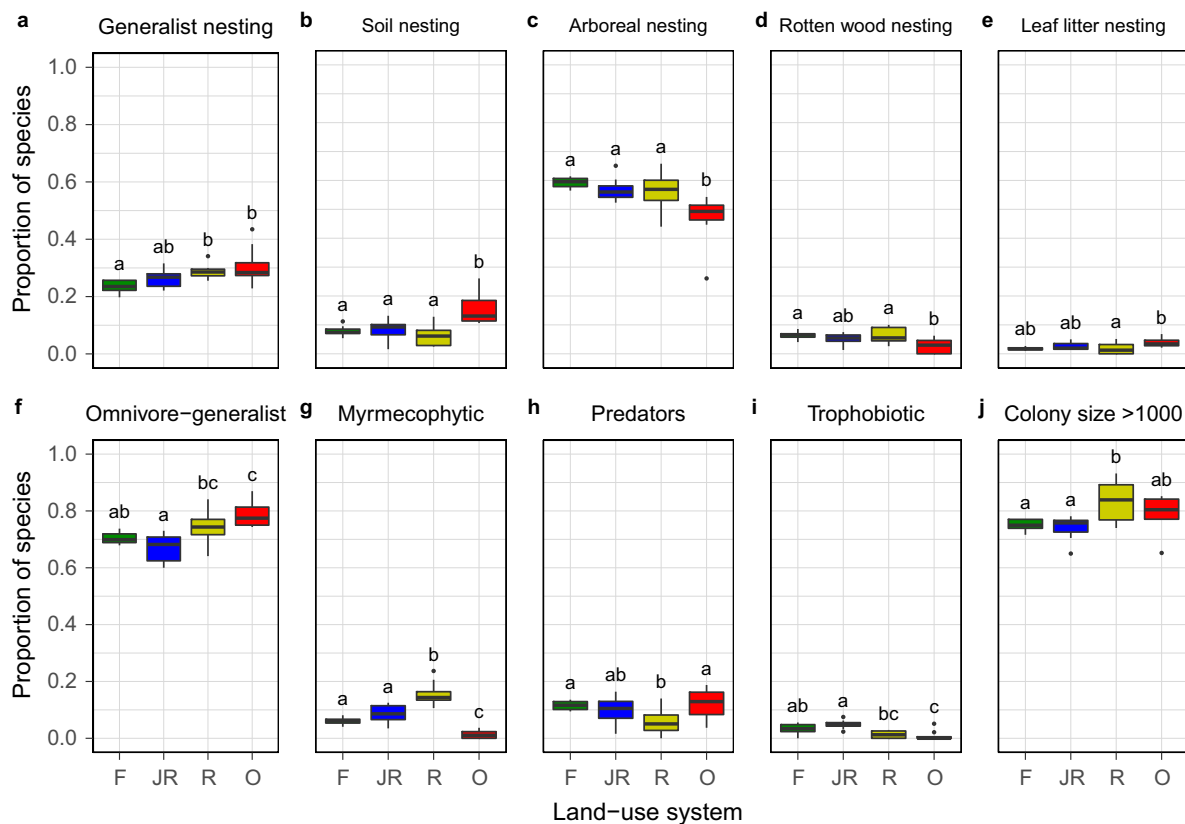 a Generalist nesting
b Soil nesting
c Arboreal nesting
d Rotten wood nesting
e Leaf litter nesting
Proportion of species
1.0
0.8
0.6
0.4
0.2
0.0
a ab b b
a a a b
a a a b
a ab a b
ab ab a b
f Omnivore−generalist
g Myrmecophytic
h Predators
i Trophobiotic
j Colony size >1000
Proportion of species
1.0
0.8
0.6
0.4
0.2
0.0
ab a bc c
a a b c
a ab b a
ab a bc c
a a b ab
F JR R O
F JR R O
F JR R O
F JR R O
F JR R O
Land−use system